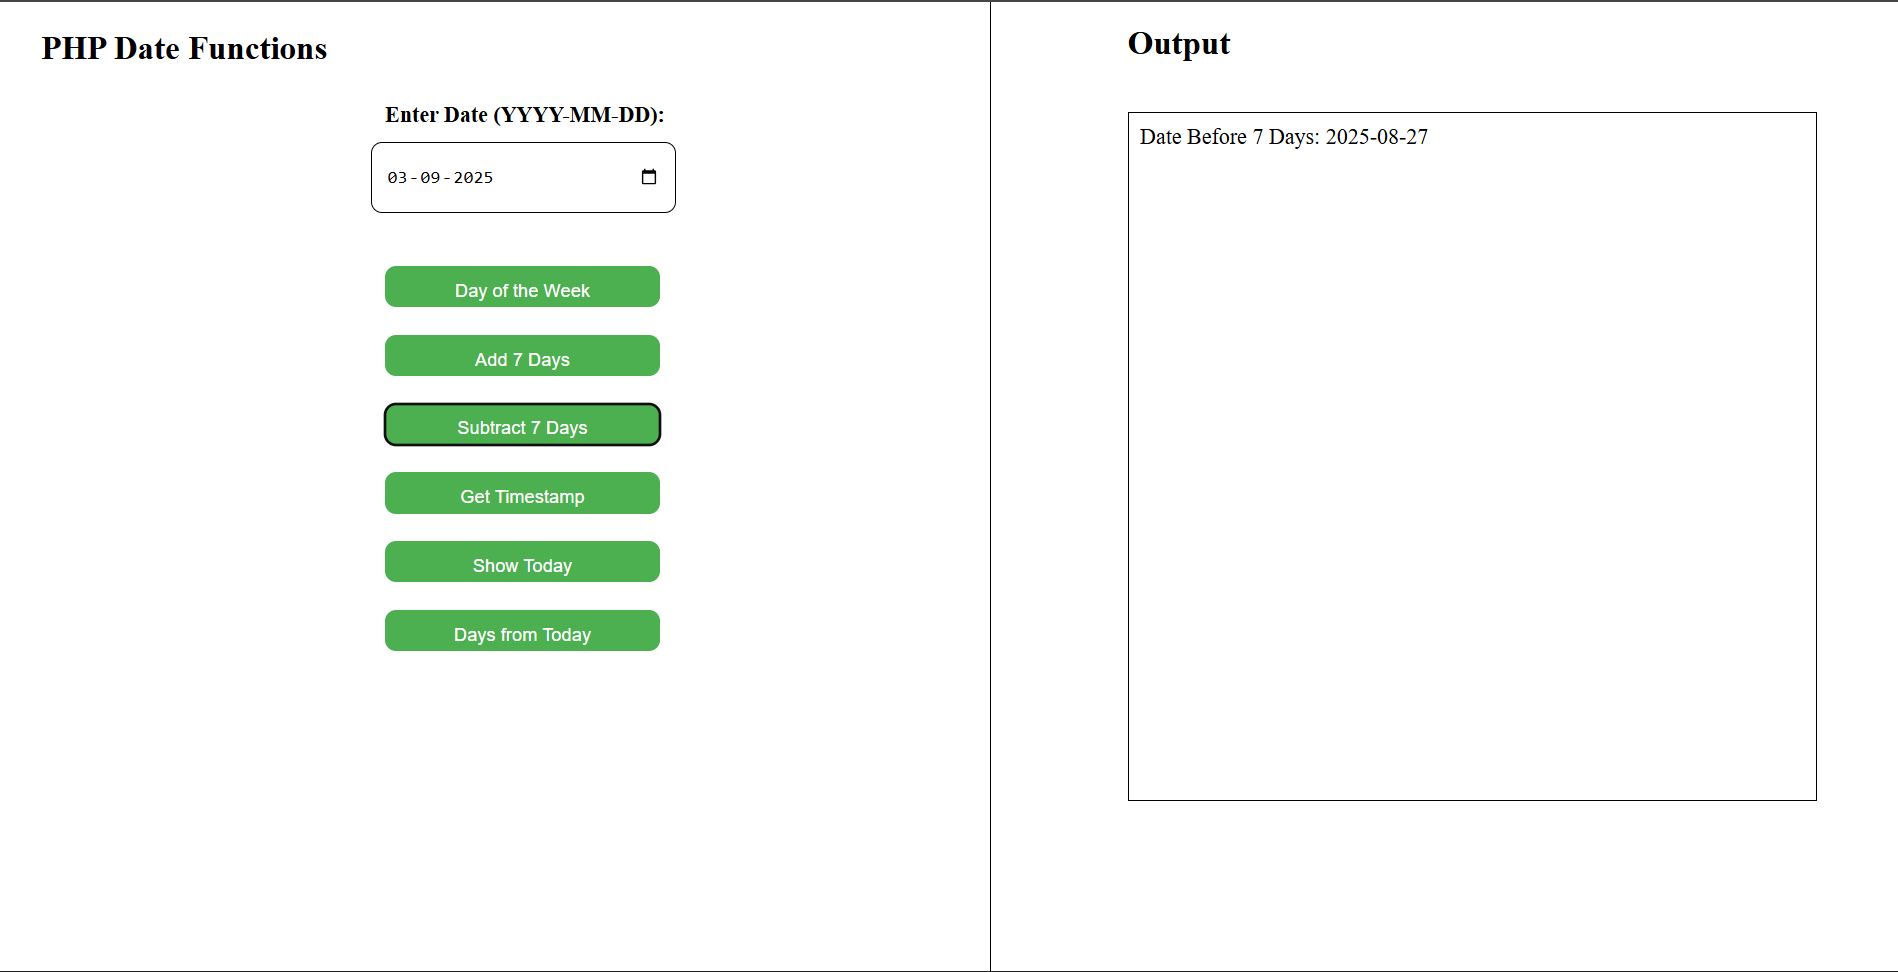 PHP Date Functions
Enter Date (YYYY-MM-DD):
03-09-2025
Day of the Week
Add 7 Days
Subtract 7 Days
Get Timestamp
Show Today
Days from Today
Output
Date Before 7 Days: 2025-08-27